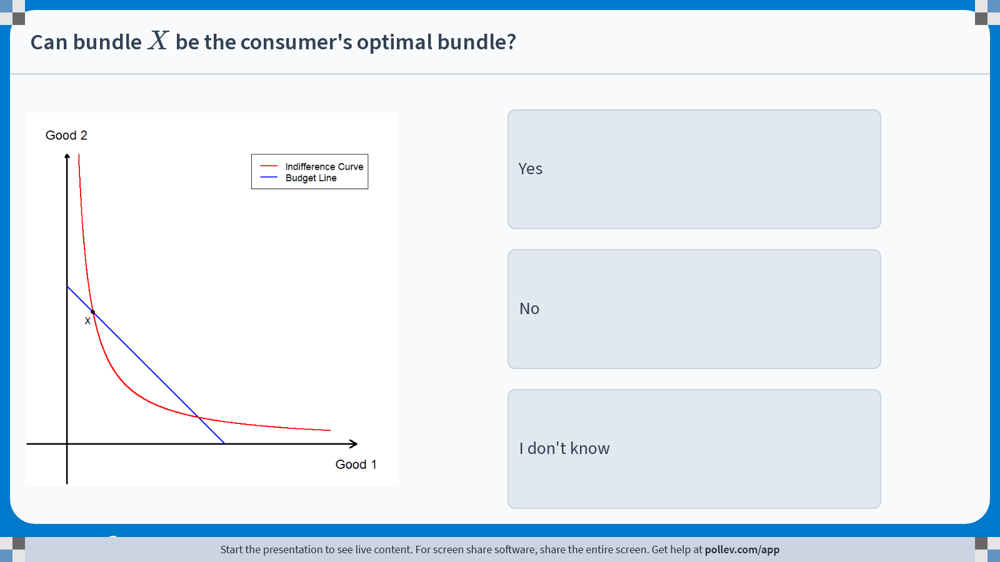 Can bundle X be the consumer's optimal bundle?
Good 2
Indifference Curve
Budget Line
X
Good 1
Yes
No
I don't know
Start the presentation to see live content. For screen share software, share the entire screen. Get help at pollev.com/app